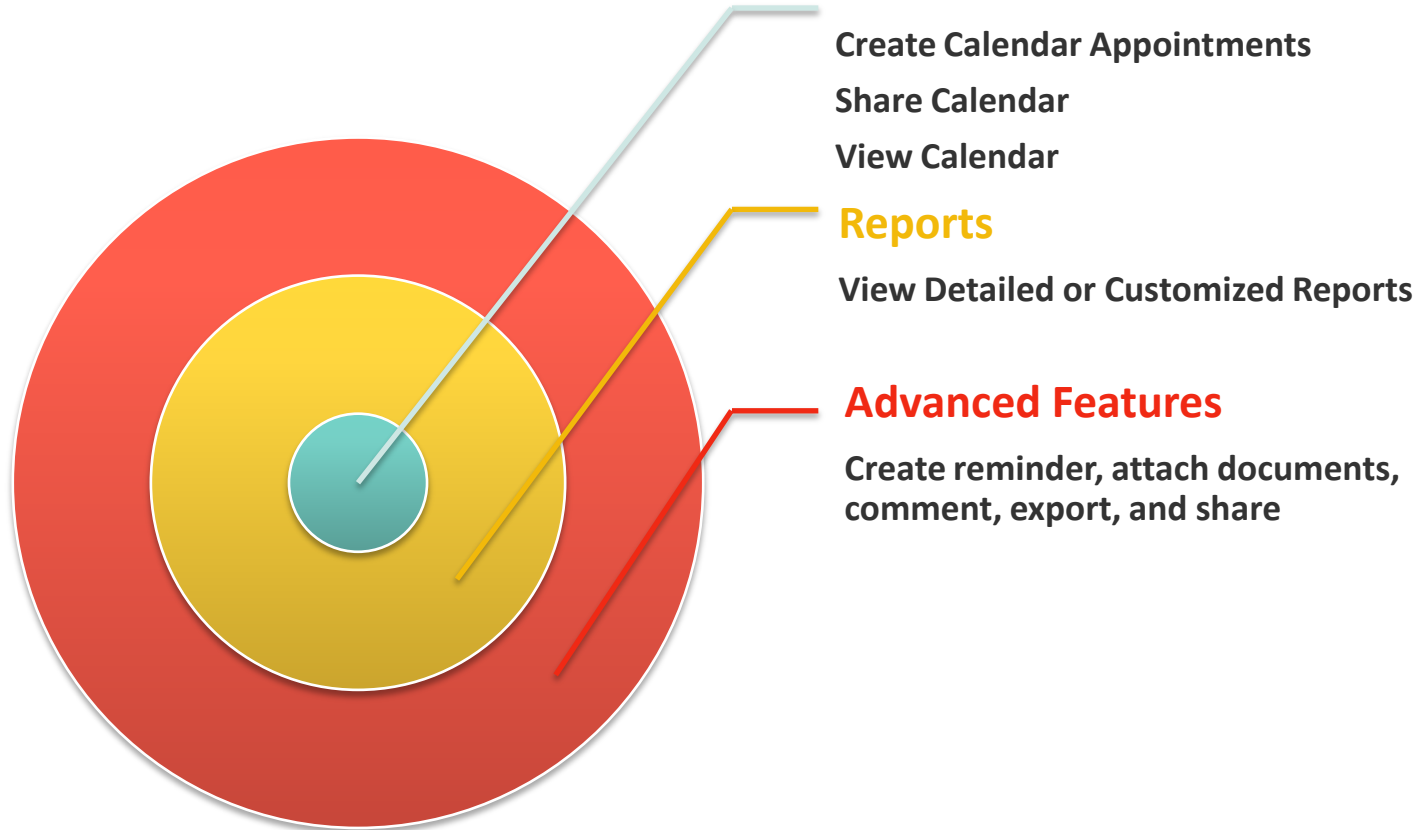 Create Calendar Appointments
Share Calendar
View Calendar
Reports
View Detailed or Customized Reports
Advanced Features
Create reminder, attach documents,
comment, export, and share